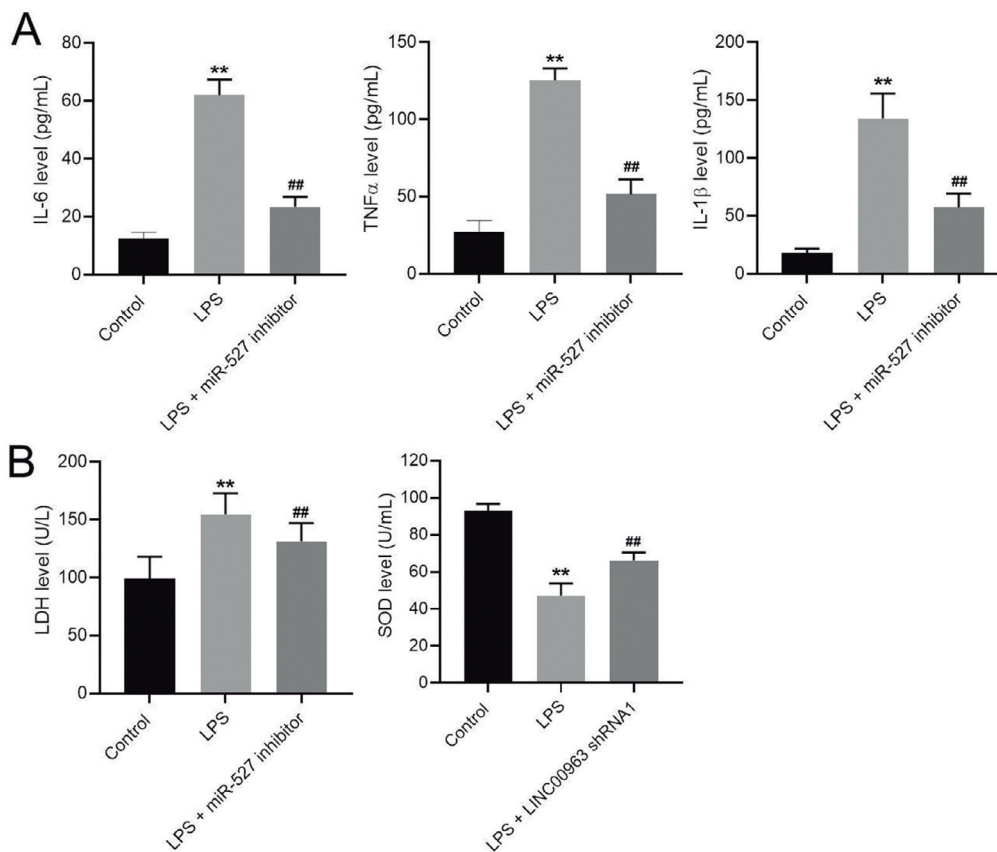 A
IL-6 level (pg/mL)
80
60
40
20
0
**
##
Control
LPS
LPS + miR-527 inhibitor
TNFα level (pg/mL)
150
100
50
0
**
##
Control
LPS
LPS + miR-527 inhibitor
IL-1β level (pg/mL)
200
150
100
50
0
**
##
Control
LPS
LPS + miR-527 inhibitor
B
LDH level (U/L)
200
150
100
50
0
**
##
Control
LPS
LPS + miR-527 inhibitor
SOD level (U/mL)
120
100
80
60
40
20
0
**
##
Control
LPS
LPS + LINC00963 shRNA1